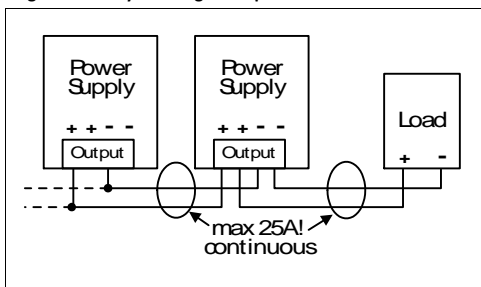 Power
Supply
+ + - -
Output
Power
Supply
+ + - -
Output
Load
+ -
max 25A!
continuous